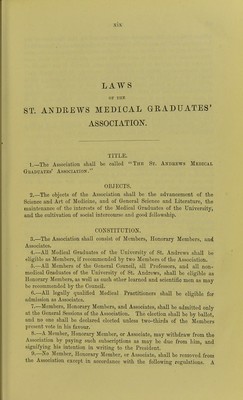 xix
LAWS
OF THE
ST. ANDREWS MEDICAL GRADUATES'
ASSOCIATION.
TITLE.
1.—The Association shall be called "The St. Andrews Medical
Graduates' Association."
OBJECTS.
2.—The objects of the Association shall be the advancement of the
Science and Art of Medicine, and of General Science and Literature, the
maintenance of the interests of the Medical Graduates of the University,
and the cultivation of social intercourse and good fellowship.
CONSTITUTION.
3.—The Association shall consist of Members, Honorary Members, and
Associates.
4.—All Medical Graduates of the University of St. Andrews shall be
eligible as Members, if recommended by two Members of the Association.
5.—All Members of the General Council, all Professors, and all non-
medical Graduates of the University of St. Andrews, shall be eligible as
Honorary Members, as well as such other learned and scientific men as may
be recommended by the Council.
6.—All legally qualified Medical Practitioners shall be eligible for
admission as Associates.
7.—Members, Honorary Members, and Associates, shall be admitted only
at the General Sessions of the Association. The election shall be by ballot,
and no one shall be declared elected unless two-thirds of the Members
present vote in his favour.
8.—A Member, Honorary Member, or Associate, may withdraw from the
Association by paying such subscriptions as may be due from him, and
signifying his intention in writing to the President.
9.—No Member, Honorary Member, or Associate, shall be removed from
the Association except in accordance with the following regulations. A